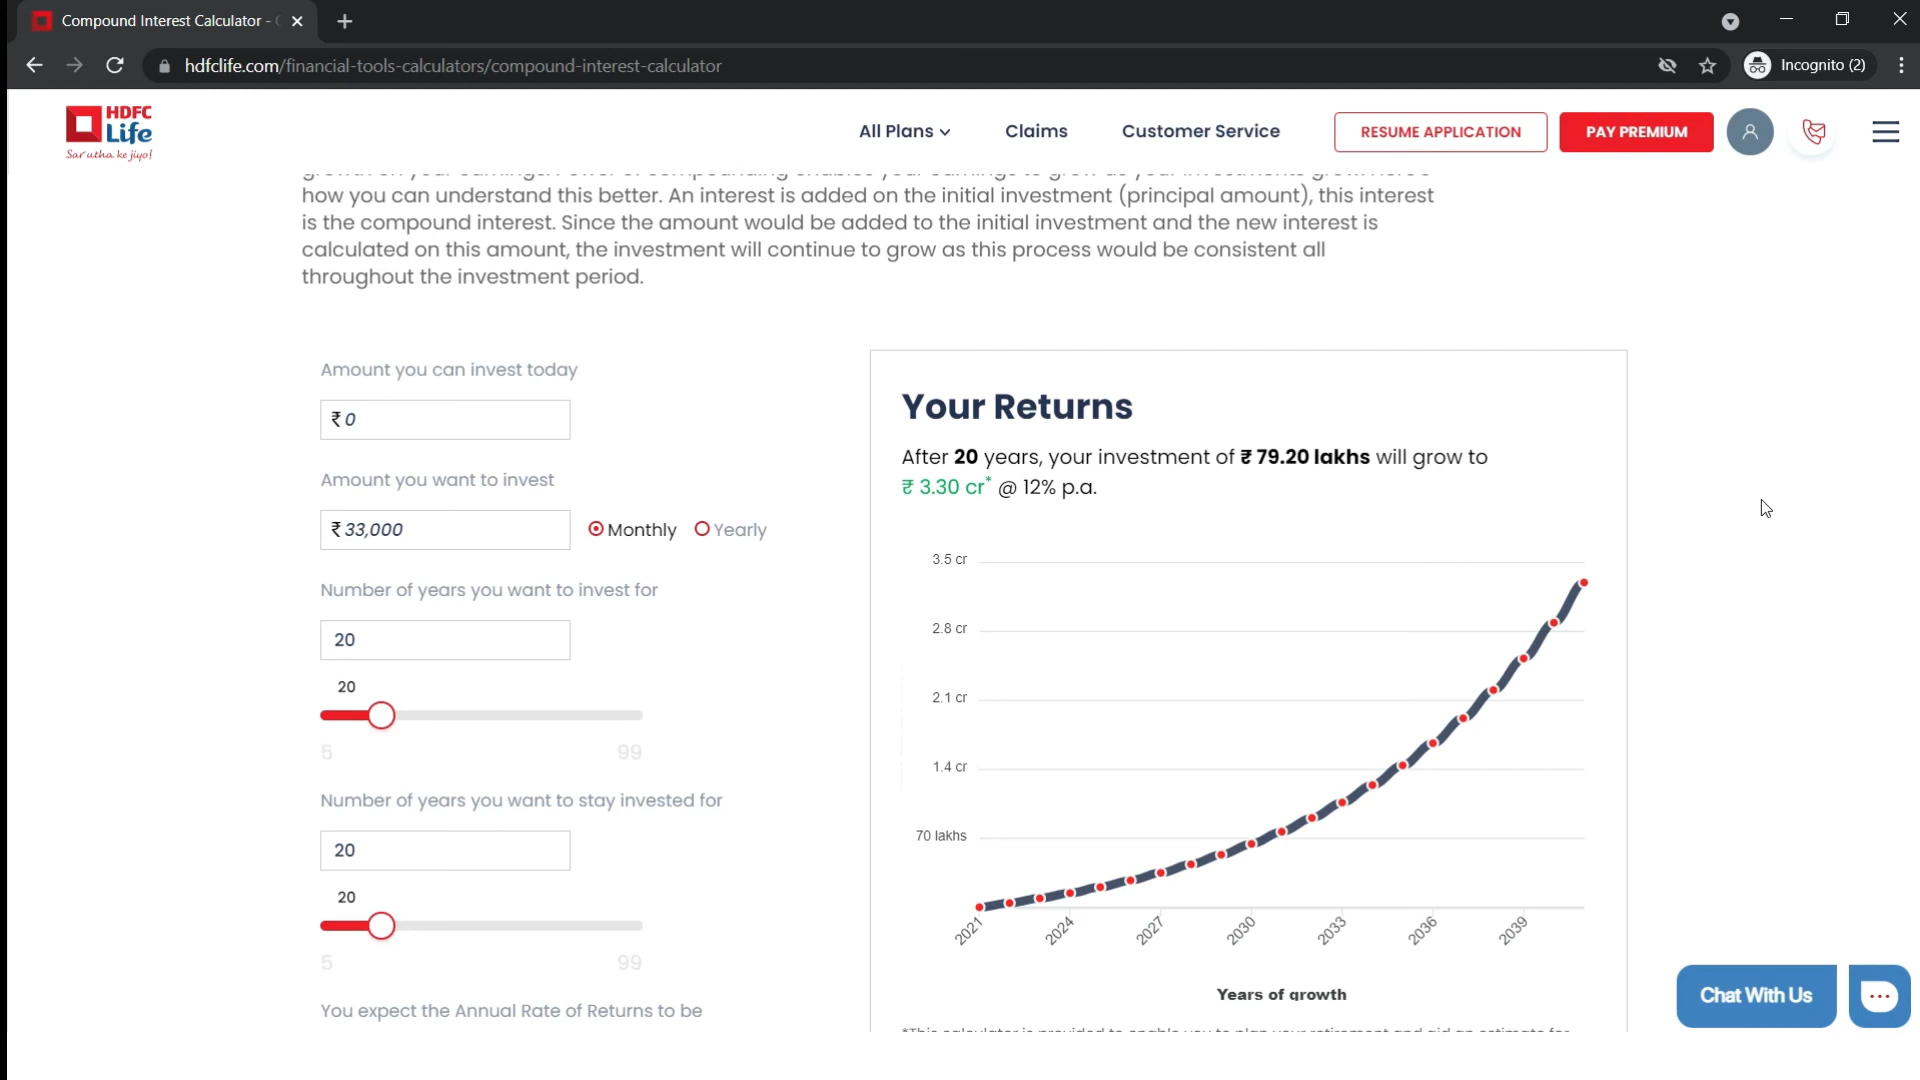 Compound Interest Calculator -
hdfclife.com/financial-tools-calculators/compound-interest-calculator
Incognito (2)
HDFC
Life
Sar utha ke jiyo!
All Plans
Claims
Customer Service
RESUME APPLICATION
PAY PREMIUM
how you can understand this better. An interest is added on the initial investment (principal amount), this interest
is the compound interest. Since the amount would be added to the initial investment and the new interest is
calculated on this amount, the investment will continue to grow as this process would be consistent all
throughout the investment period.
Amount you can invest today
₹ 0
Amount you want to invest
₹ 33,000
Monthly
Yearly
Number of years you want to invest for
20
20
5
99
Number of years you want to stay invested for
20
20
5
99
You expect the Annual Rate of Returns to be
Your Returns
After 20 years, your investment of ₹ 79.20 lakhs will grow to
₹ 3.30 cr* @ 12% p.a.
3.5 cr
2.8 cr
2.1 cr
1.4 cr
70 lakhs
2021
2024
2027
2030
2033
2036
2039
Years of growth
Chat With Us